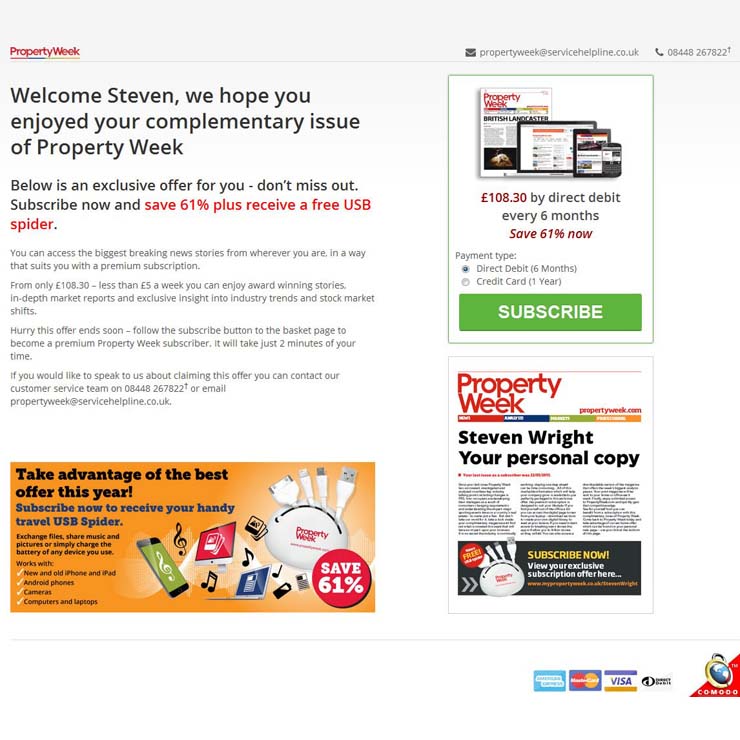 PropertyWeek
propertyweek@servicehelpline.co.uk 08448 267822†
Welcome Steven, we hope you
enjoyed your complementary issue
of Property Week
Below is an exclusive offer for you - don't miss out.
Subscribe now and save 61% plus receive a free USB
spider.
You can access the biggest breaking news stories from wherever you are, in a way
that suits you with a premium subscription.
From only £108.30 – less than £5 a week you can enjoy award winning stories,
in-depth market reports and exclusive insight into industry trends and stock market
shifts.
Hurry this offer ends soon – follow the subscribe button to the basket page to
become a premium Property Week subscriber. It will take just 2 minutes of your
time.
If you would like to speak to us about claiming this offer you can contact our
customer service team on 08448 267822† or email
propertyweek@servicehelpline.co.uk.
Take advantage of the best
offer this year!
Subscribe now to receive your handy
travel USB Spider.
Exchange files, share music and
pictures or simply charge the
battery of any device you use.
Works with:
New and old iPhone and iPad
Android phones
Cameras
Computers and laptops
Property
Week
SAVE
61%
Property
Week
BRITISH LANDCASTER
£108.30 by direct debit
every 6 months
Save 61% now
Payment type:
Direct Debit (6 Months)
Credit Card (1 Year)
SUBSCRIBE
Property
Week
propertyweek.com
NEWS ANALYSIS MARKETS PROFESSIONAL
Steven Wright
Your personal copy
FREE!
Property
Week
SUBSCRIBE NOW!
View your exclusive
subscription offer here...
www.mypropertyweek.co.uk/StevenWright
AMERICAN
EXPRESS
MasterCard
VISA
DIRECT
Debit
TM
COMODO